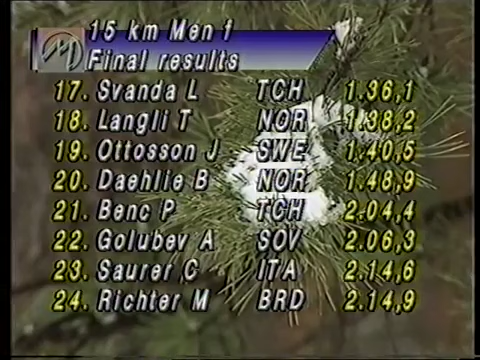 15 km Men 1
Final results
17. Svanda L TCH 1.36,1
18. Langli T NOR 1.38,2
19. Ottosson J SWE 1.40,5
20. Daehlie B NOR 1.48,9
21. Benc P TCH 2.04,4
22. Golubev A SOV 2.06,3
23. Saurer C ITA 2.14,6
24. Richter M BRD 2.14,9